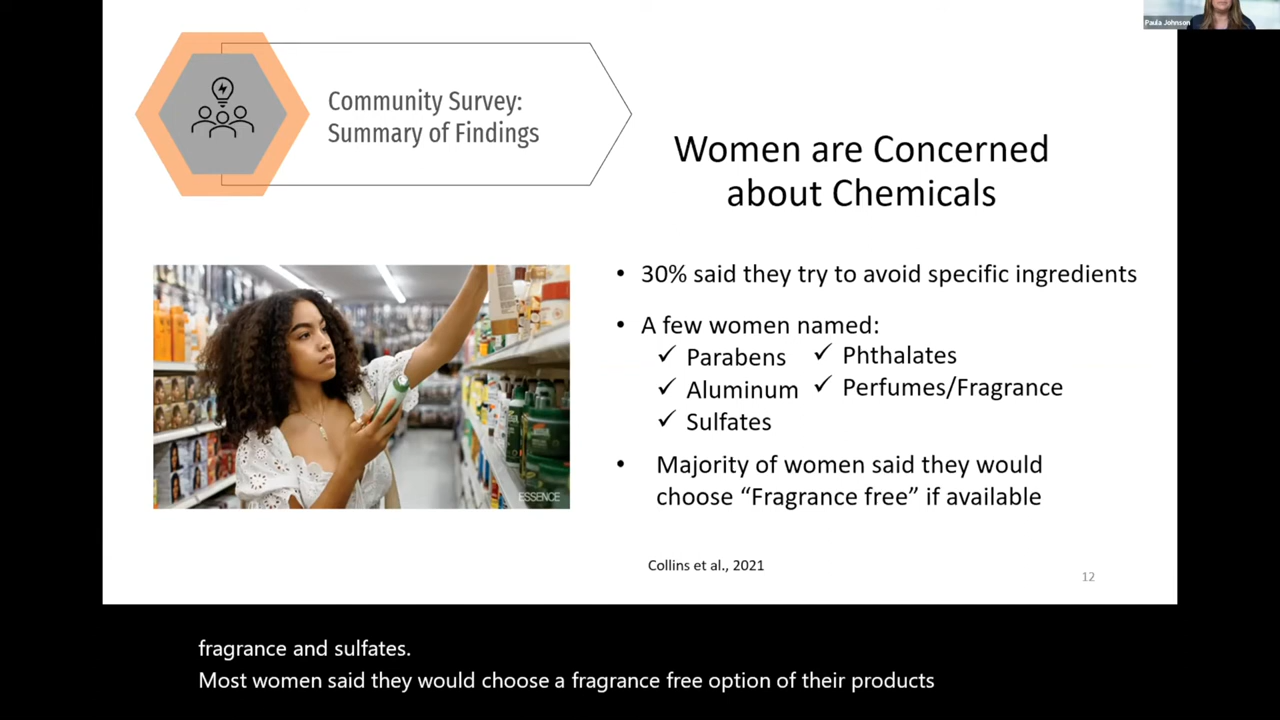 Paula Johnson
Community Survey:
Summary of Findings
Women are Concerned
about Chemicals
• 30% said they try to avoid specific ingredients
• A few women named:
✓ Parabens ✓ Phthalates
✓ Aluminum ✓ Perfumes/Fragrance
✓ Sulfates
• Majority of women said they would
choose “Fragrance free” if available
ESSENCE
Collins et al., 2021
12
fragrance and sulfates.
Most women said they would choose a fragrance free option of their products